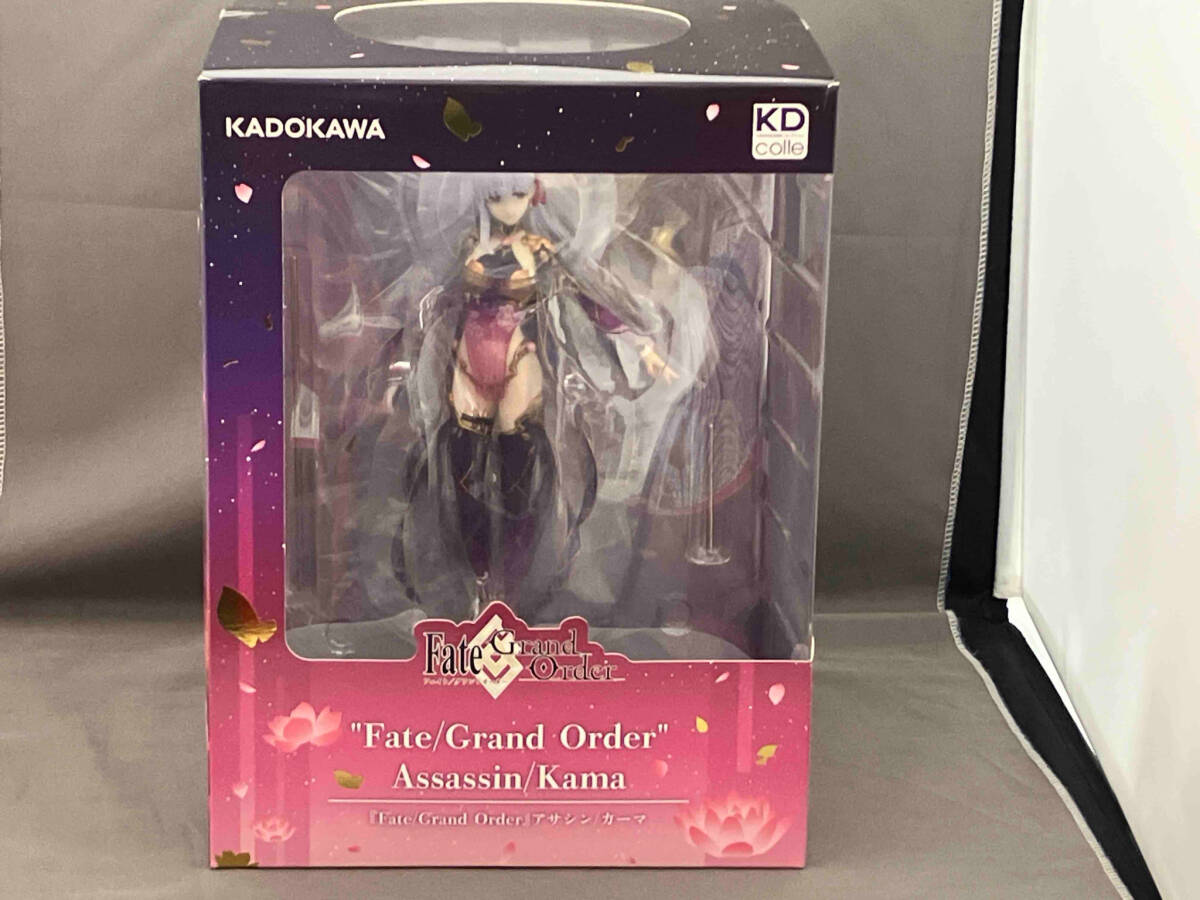 KADOKAWA
KD
colle
Fate
Grand
Order
"Fate/Grand Order"
Assassin/Kama
『Fate/Grand Order』アサシン/カーマ